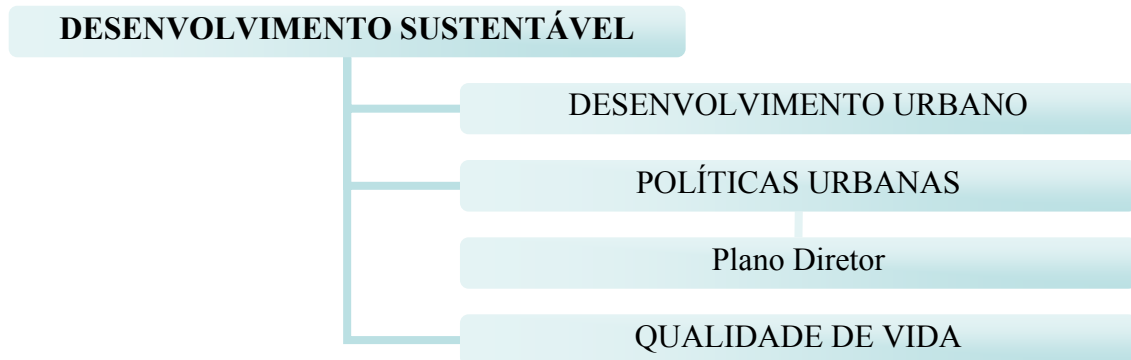 DESENVOLVIMENTO SUSTENTÁVEL
DESENVOLVIMENTO URBANO
POLÍTICAS URBANAS
Plano Diretor
QUALIDADE DE VIDA